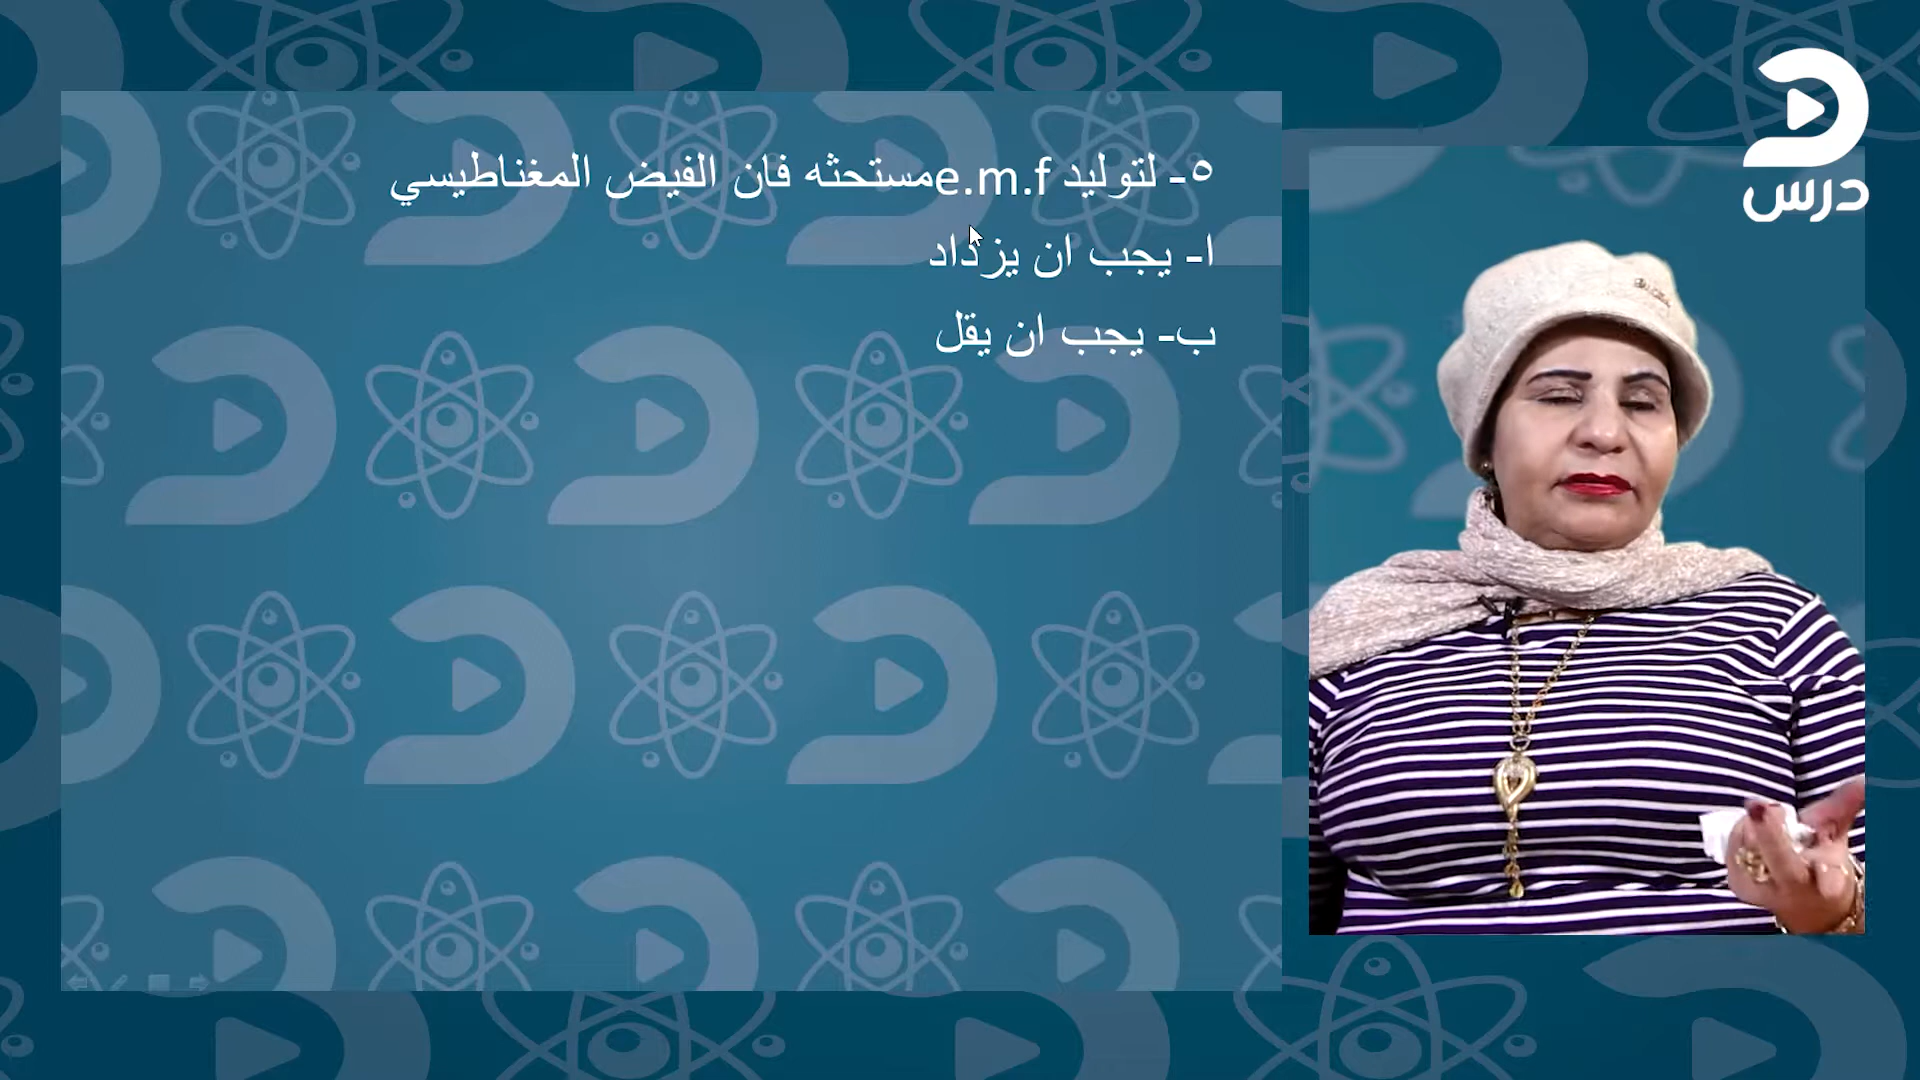 ٥- لتوليد e.m.f مستحثه فان الفيض المغناطيسي
ا- يجب ان يزداد
ب- يجب ان يقل
درس